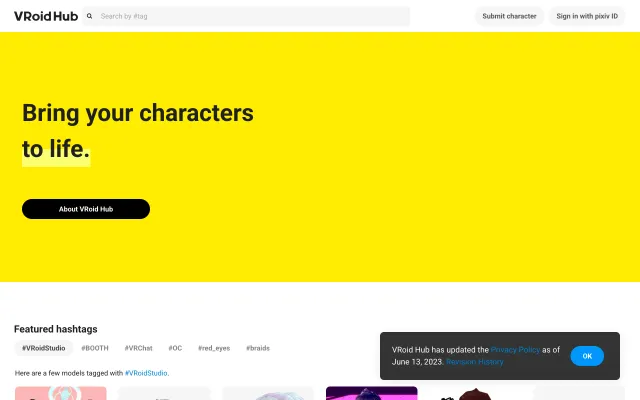 VRoid Hub
Search by #tag
Submit character
Sign in with pixiv ID
Bring your characters
to life.
About VRoid Hub
Featured hashtags
#VRoidStudio #BOOTH #VRChat #OC #red_eyes #braids
Here are a few models tagged with #VRoidStudio.
VRoid Hub has updated the Privacy Policy as of
June 13, 2023. Revision History
OK